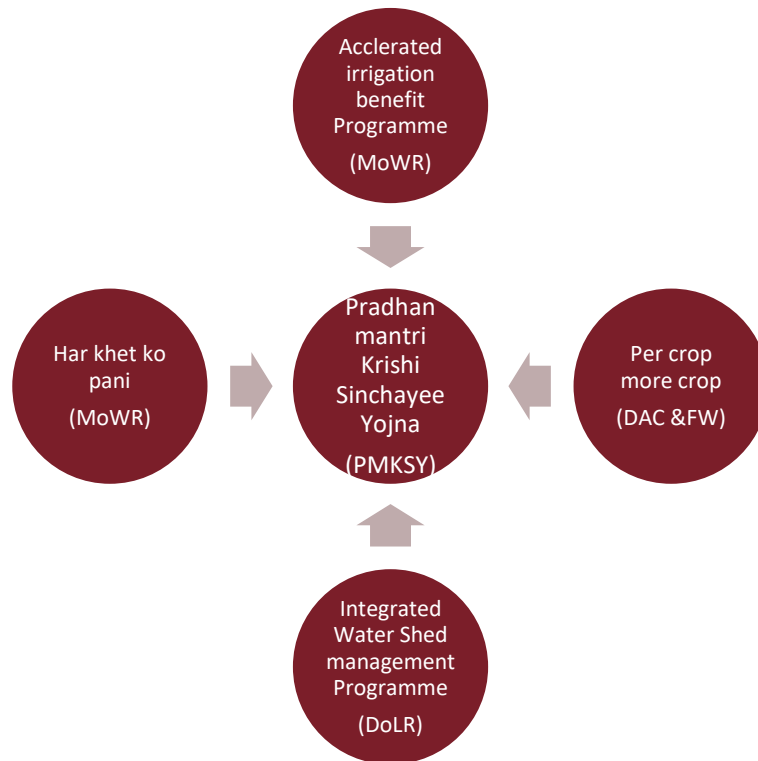 Acclerated
irrigation
benefit
Programme
(MoWR)
Har khet ko
pani
(MoWR)
Pradhan
mantri
Krishi
Sinchayee
Yojna
(PMKSY)
Per crop
more crop
(DAC &FW)
Integrated
Water Shed
management
Programme
(DoLR)